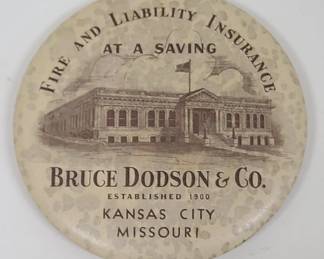 FIRE AND LIABILITY INSURANCE
AT A SAVING
BRUCE DODSON & CO.
ESTABLISHED 1900
KANSAS CITY
MISSOURI